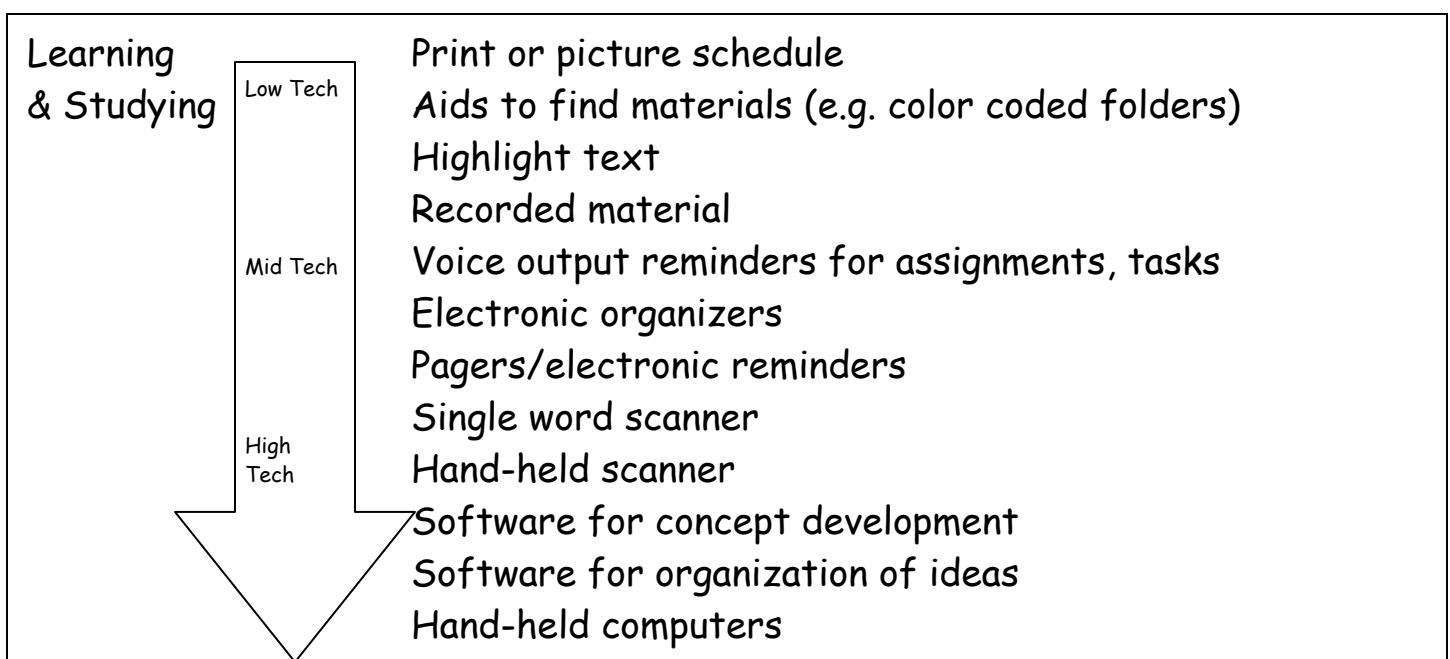 Learning
& Studying
Low Tech
Mid Tech
High
Tech
Print or picture schedule
Aids to find materials (e.g. color coded folders)
Highlight text
Recorded material
Voice output reminders for assignments, tasks
Electronic organizers
Pagers/electronic reminders
Single word scanner
Hand-held scanner
Software for concept development
Software for organization of ideas
Hand-held computers